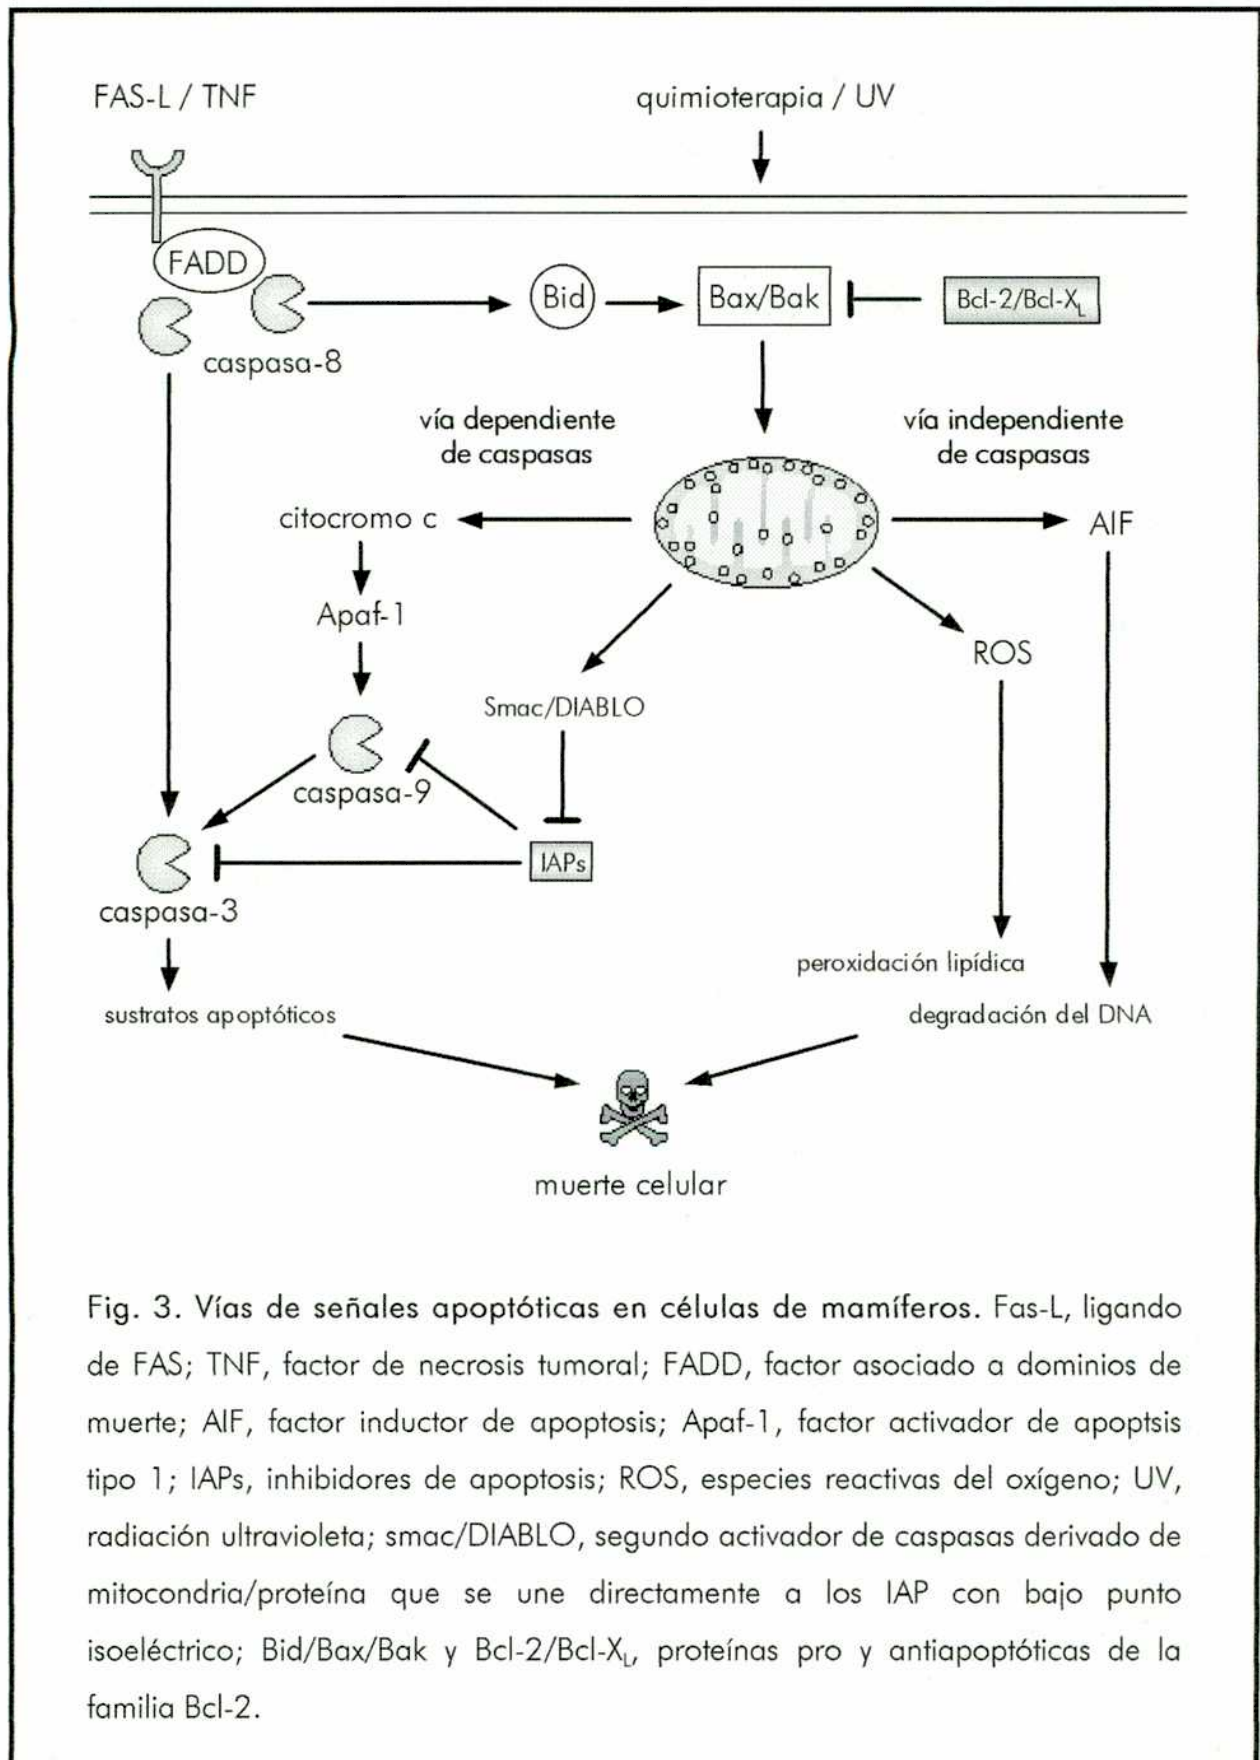 FAS-L / TNF
quimioterapia / UV
FADD
Bid
Bax/Bak
Bcl-2/Bcl-XL
caspasa-8
vía dependiente
de caspasas
vía independiente
de caspasas
citocromo c
AIF
Apaf-1
ROS
Smac/DIABLO
caspasa-9
IAPs
caspasa-3
peroxidación lipídica
sustratos apoptóticos
degradación del DNA
muerte celular
Fig. 3. Vías de señales apoptóticas en células de mamíferos. Fas-L, ligando
de FAS; TNF, factor de necrosis tumoral; FADD, factor asociado a dominios de
muerte; AIF, factor inductor de apoptosis; Apaf-1, factor activador de apoptsis
tipo 1; IAPs, inhibidores de apoptosis; ROS, especies reactivas del oxígeno; UV,
radiación ultravioleta; smac/DIABLO, segundo activador de caspasas derivado de
mitocondria/proteína que se une directamente a los IAP con bajo punto
isoeléctrico; Bid/Bax/Bak y Bcl-2/Bcl-XL, proteínas pro y antiapoptóticas de la
familia Bcl-2.